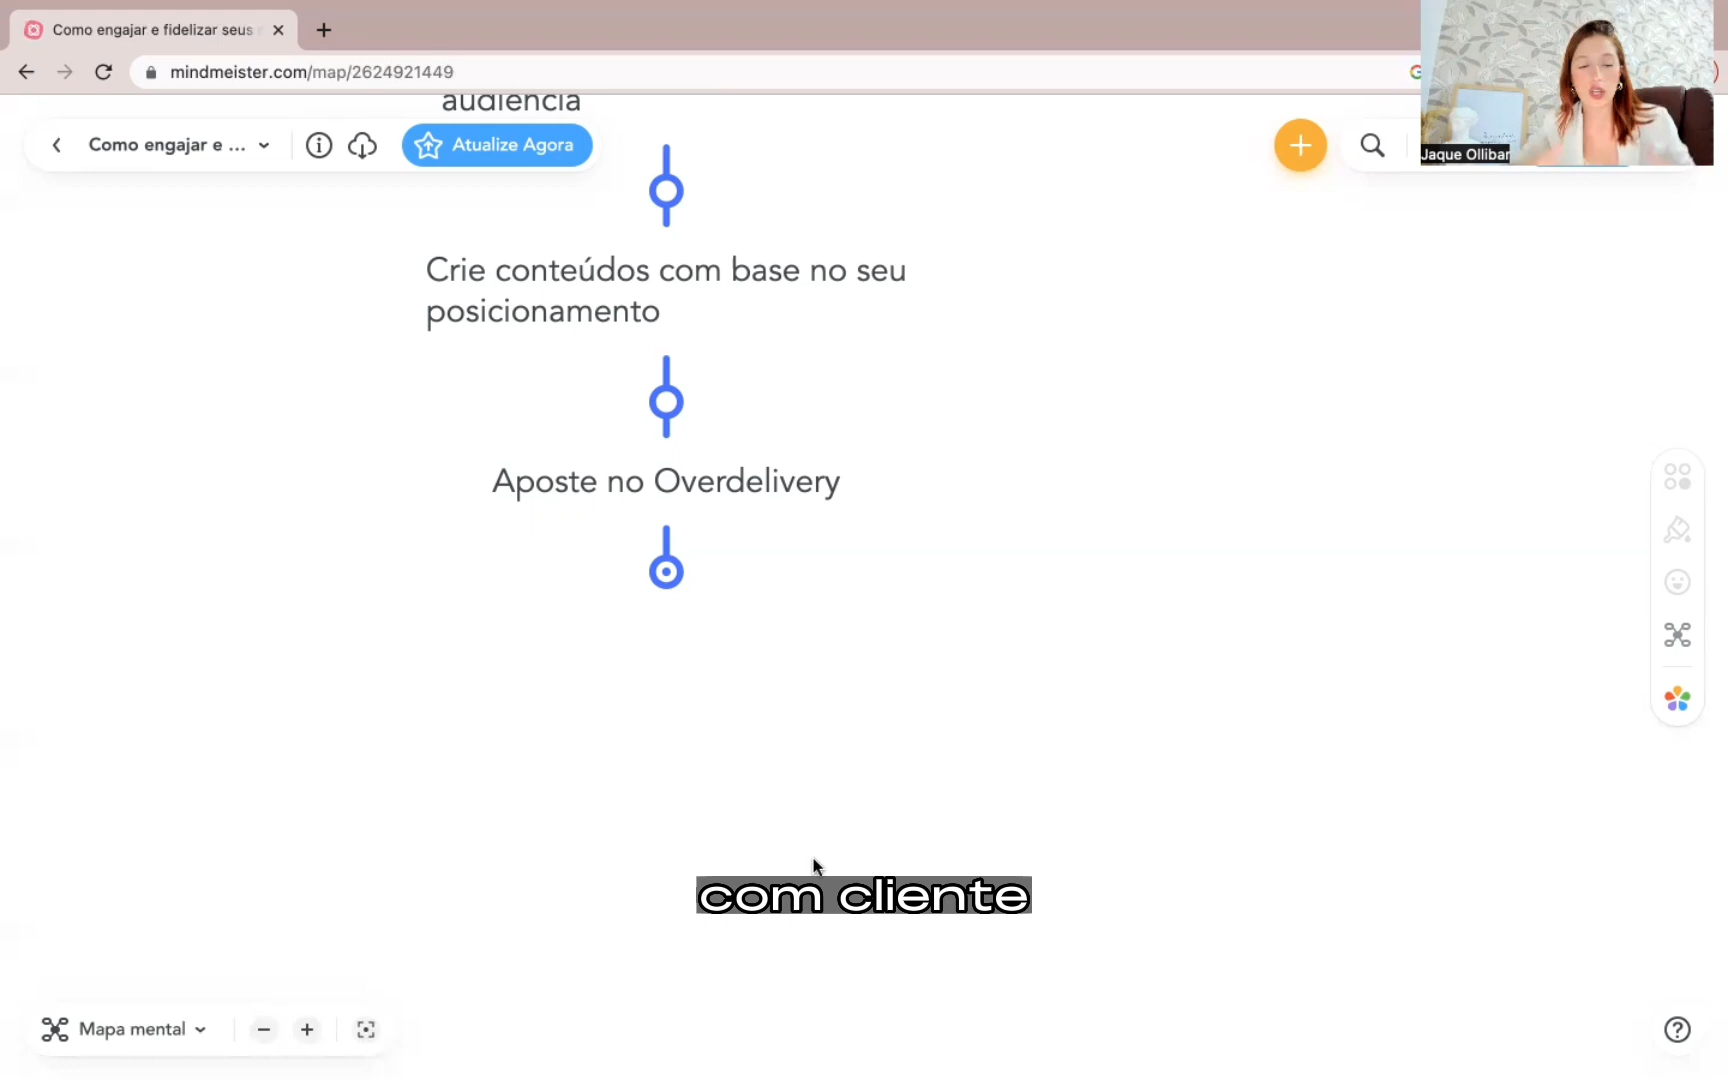 Como engajar e fidelizar seus
mindmeister.com/map/2624921449
audiência
Como engajar e ...
Atualize Agora
Jaque Ollibar
Crie conteúdos com base no seu
posicionamento
Aposte no Overdelivery
com cliente
Mapa mental